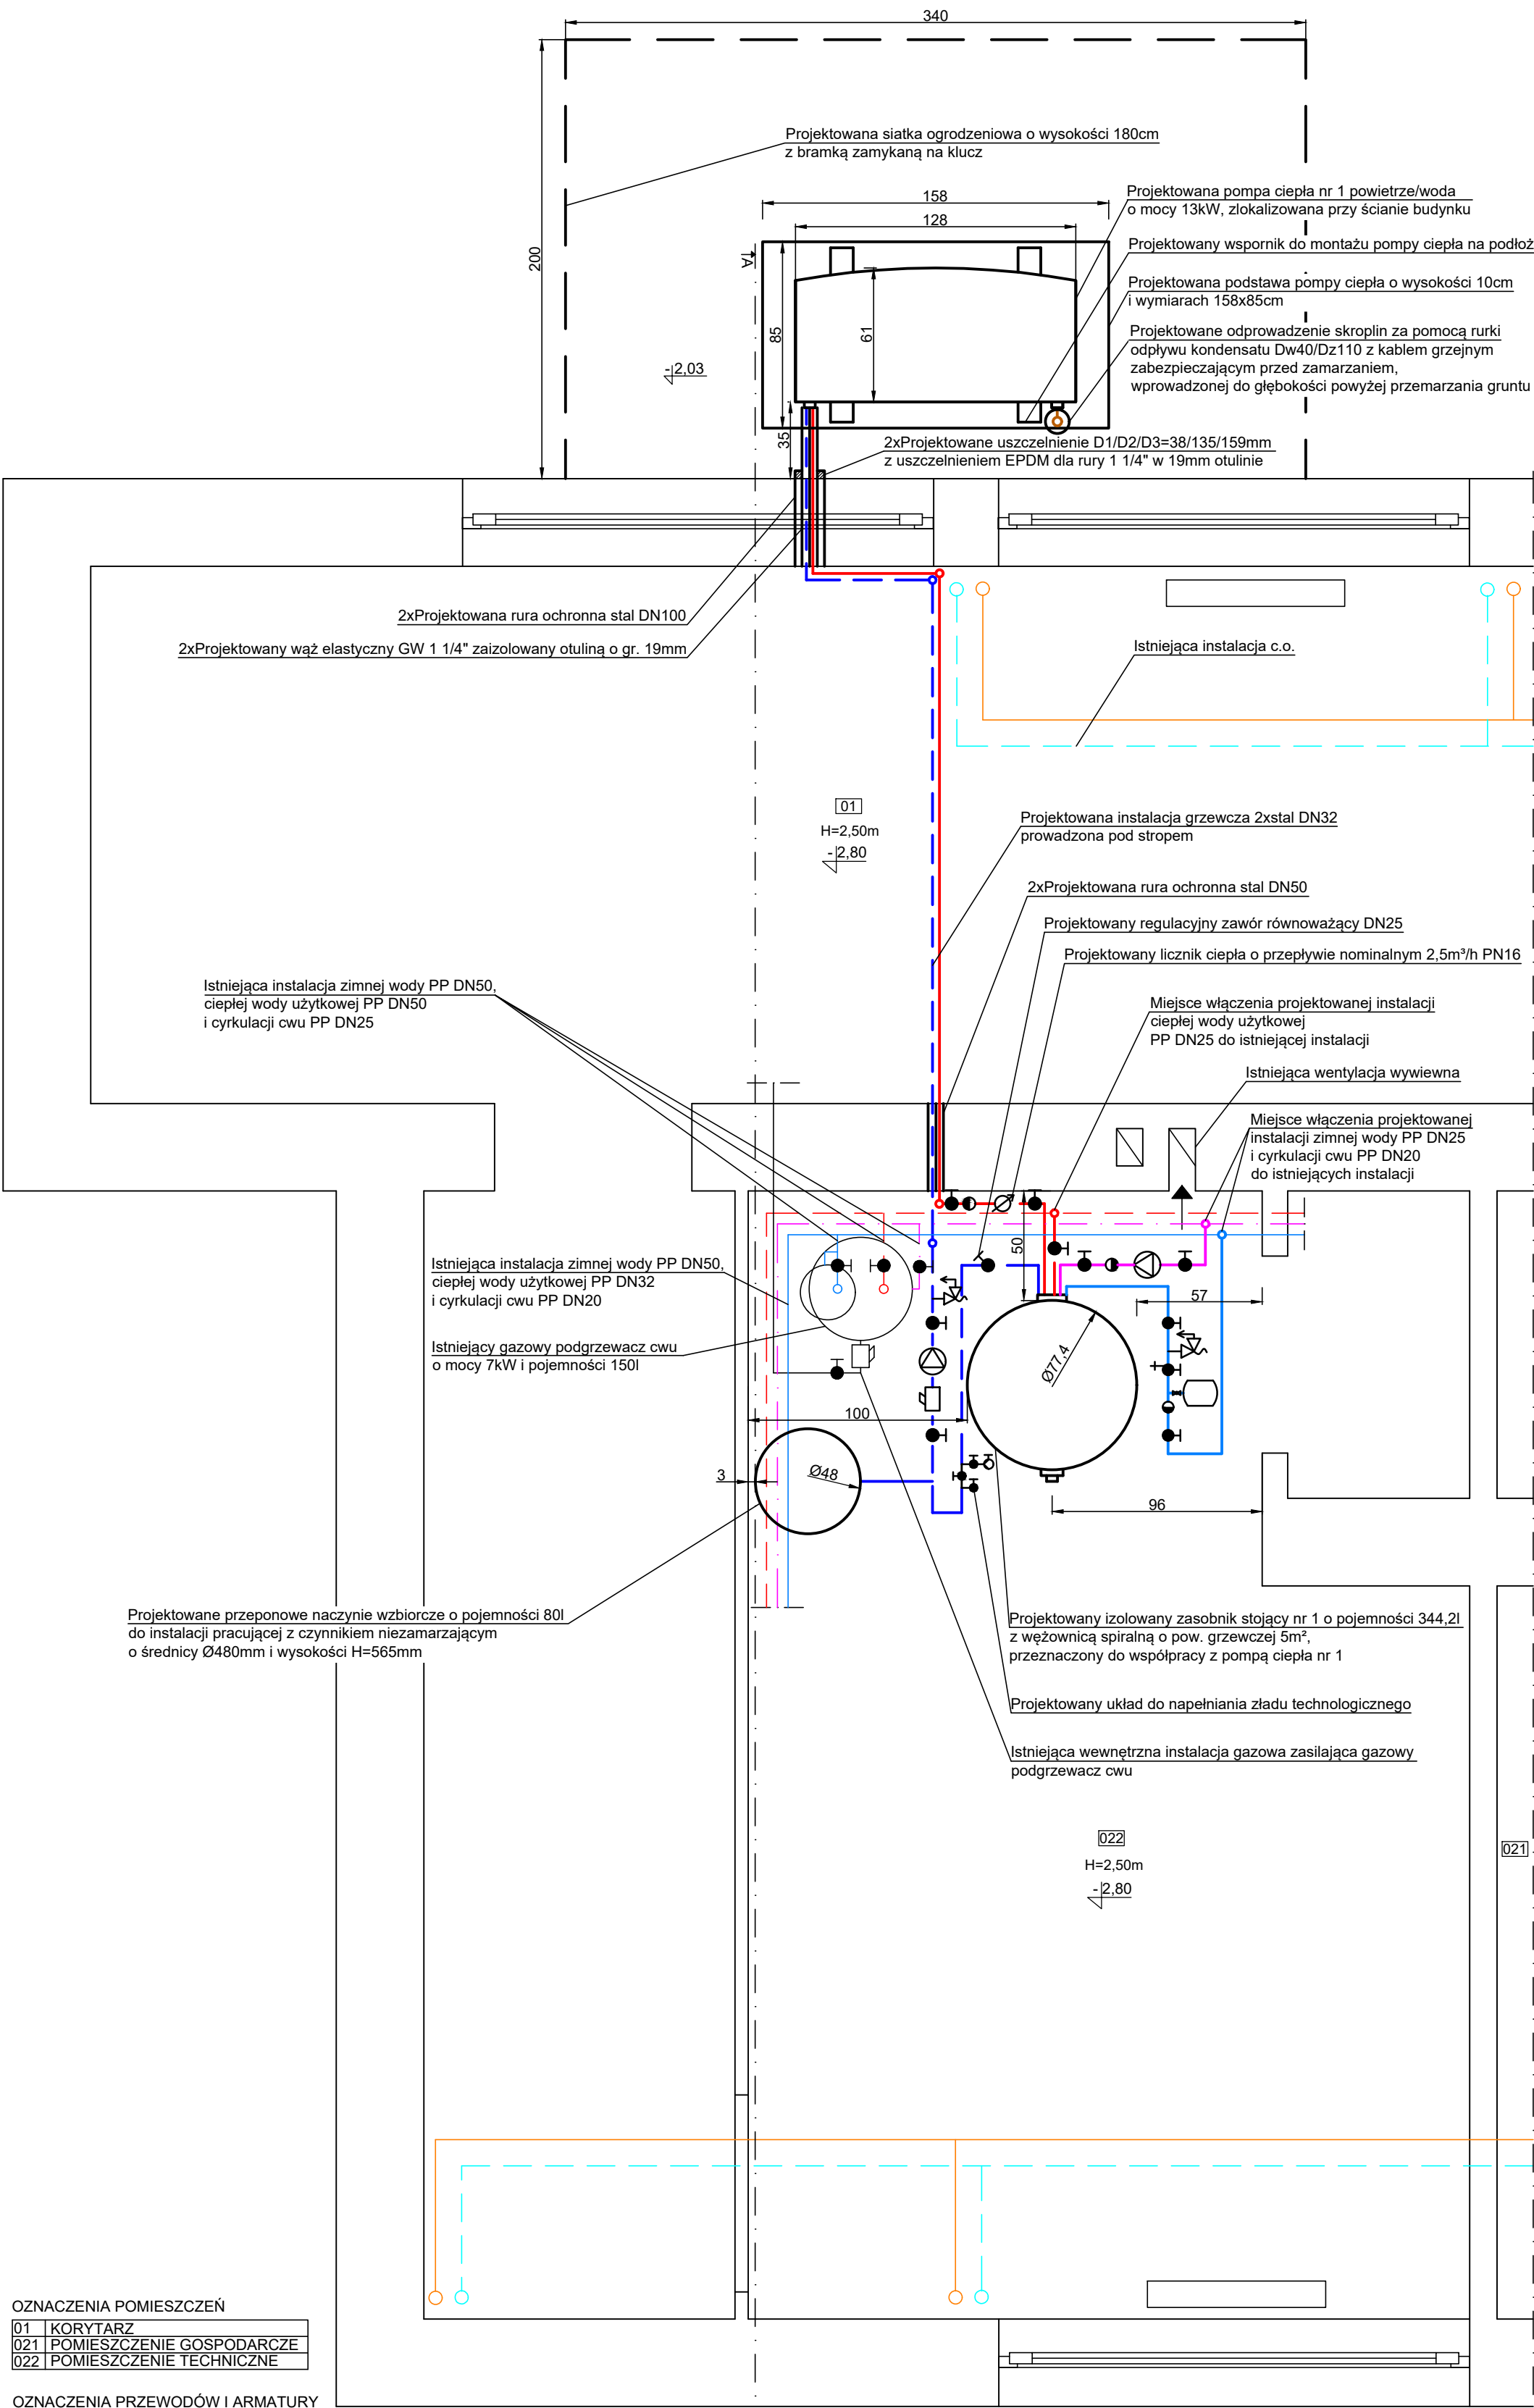 340
Projektowana siatka ogrodzeniowa o wysokości 180cm
z bramką zamykaną na klucz
158
128
Projektowana pompa ciepła nr 1 powietrze/woda
o mocy 13kW, zlokalizowana przy ścianie budynku
Projektowany wspornik do montażu pompy ciepła na podłoż
200
A
85
61
Projektowana podstawa pompy ciepła o wysokości 10cm
i wymiarach 158x85cm
Projektowane odprowadzenie skroplin za pomocą rurki
odpływu kondensatu Dw40/Dz110 z kablem grzejnym
zabezpieczającym przed zamarzaniem,
wprowadzonej do głębokości powyżej przemarzania gruntu
-2,03
35
2xProjektowane uszczelnienie D1/D2/D3=38/135/159mm
z uszczelnieniem EPDM dla rury 1 1/4" w 19mm otulinie
2xProjektowana rura ochronna stal DN100
2xProjektowany wąż elastyczny GW 1 1/4" zaizolowany otuliną o gr. 19mm
Istniejąca instalacja c.o.
01
H=2,50m
-2,80
Projektowana instalacja grzewcza 2xstal DN32
prowadzona pod stropem
2xProjektowana rura ochronna stal DN50
Projektowany regulacyjny zawór równoważący DN25
Projektowany licznik ciepła o przepływie nominalnym 2,5m³/h PN16
Istniejąca instalacja zimnej wody PP DN50,
ciepłej wody użytkowej PP DN50
i cyrkulacji cwu PP DN25
Miejsce włączenia projektowanej instalacji
ciepłej wody użytkowej
PP DN25 do istniejącej instalacji
Istniejąca wentylacja wywiewna
Miejsce włączenia projektowanej
instalacji zimnej wody PP DN25
i cyrkulacji cwu PP DN20
do istniejących instalacji
50
Istniejąca instalacja zimnej wody PP DN50,
ciepłej wody użytkowej PP DN32
i cyrkulacji cwu PP DN20
57
Istniejący gazowy podgrzewacz cwu
o mocy 7kW i pojemności 150l
Ø77,4
100
3
Ø48
96
Projektowane przeponowe naczynie wzbiorcze o pojemności 80l
do instalacji pracującej z czynnikiem niezamarzającym
o średnicy Ø480mm i wysokości H=565mm
Projektowany izolowany zasobnik stojący nr 1 o pojemności 344,2l
z wężownicą spiralną o pow. grzewczej 5m²,
przeznaczony do współpracy z pompą ciepła nr 1
Projektowany układ do napełniania zładu technologicznego
Istniejąca wewnętrzna instalacja gazowa zasilająca gazowy
podgrzewacz cwu
022
H=2,50m
-2,80
021
OZNACZENIA POMIESZCZEŃ
01 KORYTARZ
021 POMIESZCZENIE GOSPODARCZE
022 POMIESZCZENIE TECHNICZNE
OZNACZENIA PRZEWODÓW I ARMATURY